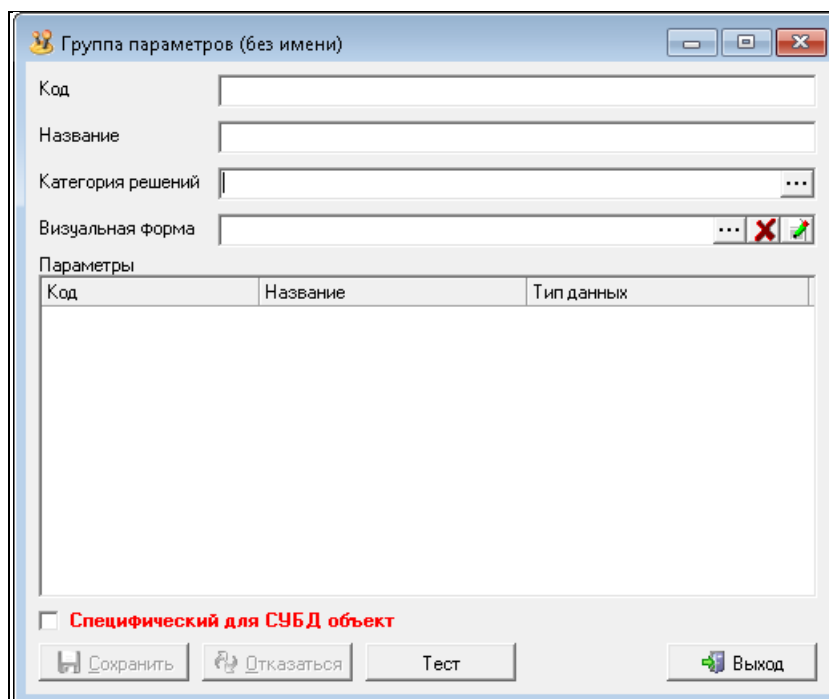 Группа параметров (без имени)
Код
Название
Категория решений
Визуальная форма
Параметры
Код Название Тип данных
Специфический для СУБД объект
Сохранить Отказаться Тест Выход